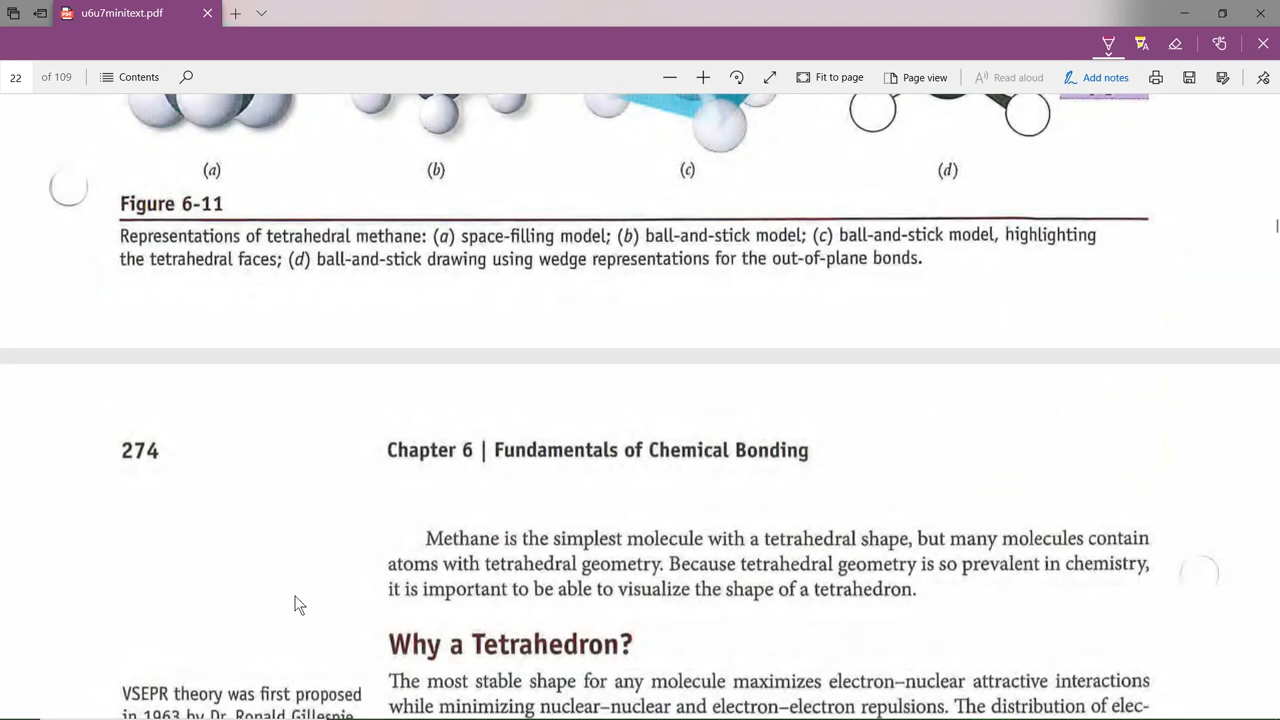 u6u7minitext.pdf
22 of 109 Contents Fit to page Page view Read aloud Add notes
(a) (b) (c) (d)
Figure 6-11
Representations of tetrahedral methane: (a) space-filling model; (b) ball-and-stick model; (c) ball-and-stick model, highlighting
the tetrahedral faces; (d) ball-and-stick drawing using wedge representations for the out-of-plane bonds.
274 Chapter 6 | Fundamentals of Chemical Bonding
Methane is the simplest molecule with a tetrahedral shape, but many molecules contain
atoms with tetrahedral geometry. Because tetrahedral geometry is so prevalent in chemistry,
it is important to be able to visualize the shape of a tetrahedron.
Why a Tetrahedron?
The most stable shape for any molecule maximizes electron–nuclear attractive interactions
while minimizing nuclear–nuclear and electron–electron repulsions. The distribution of elec-
VSEPR theory was first proposed
in 1963 by Dr. Ronald Gillespie